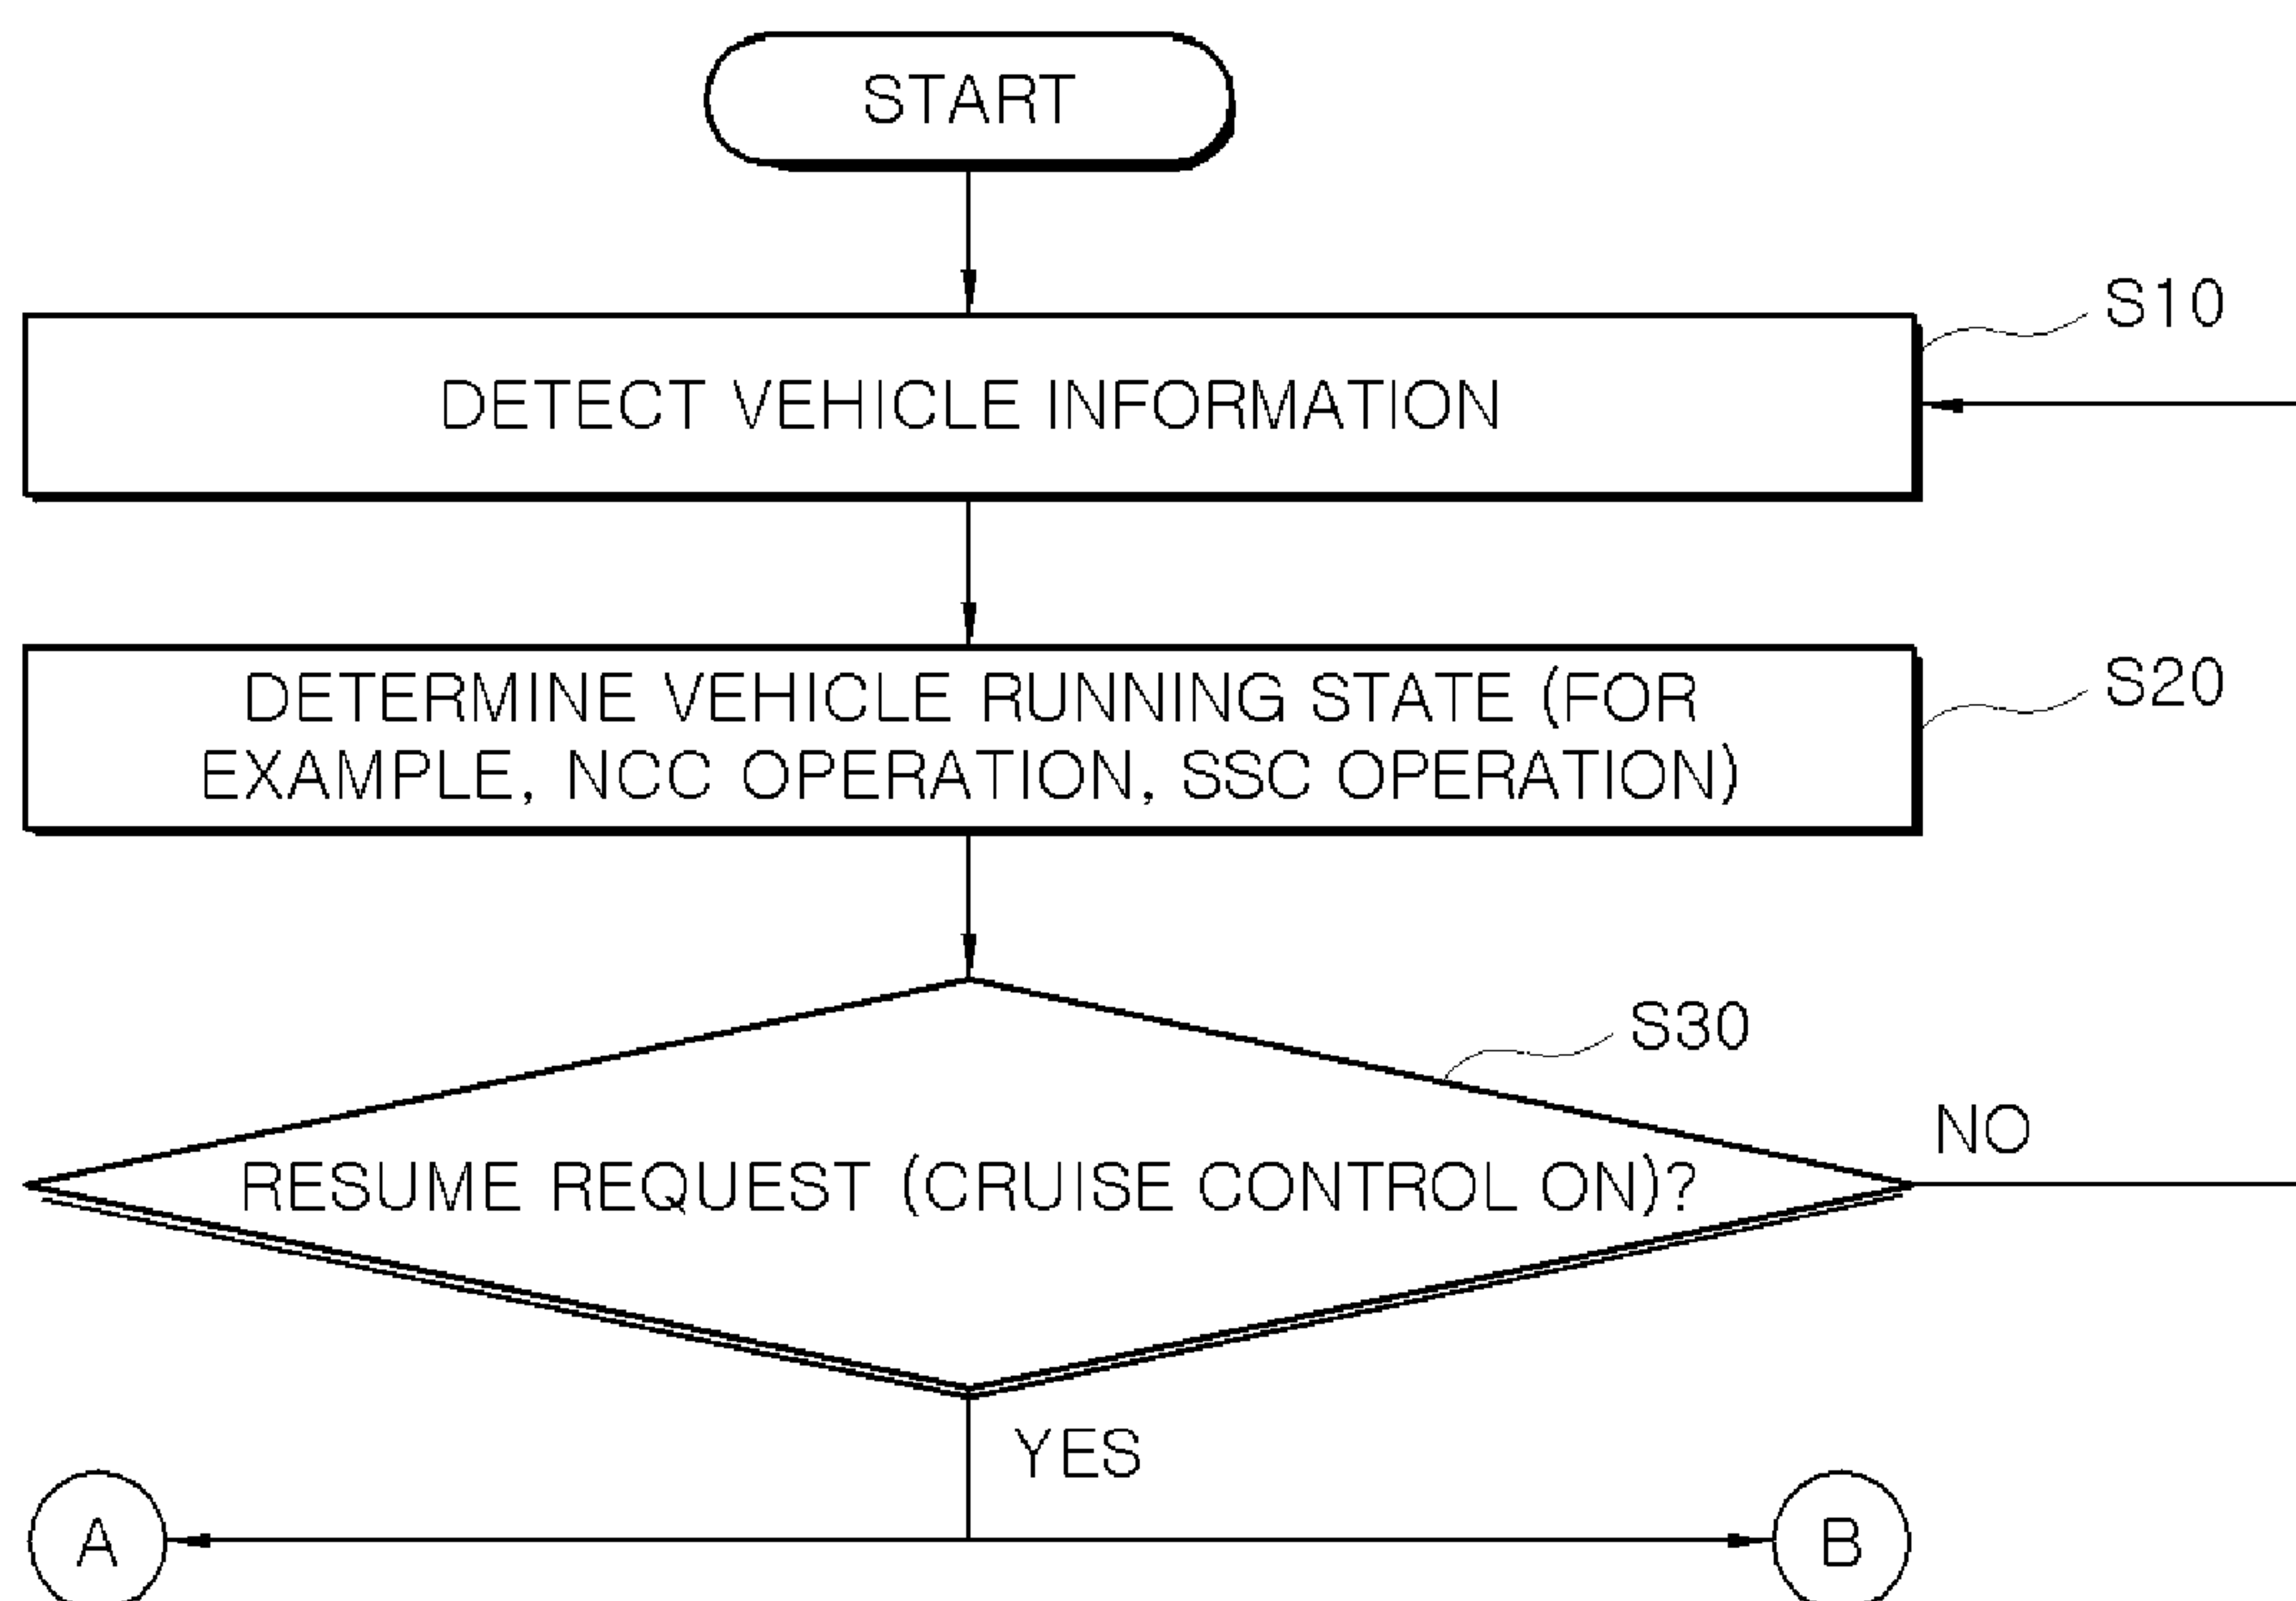 START
S10
DETECT VEHICLE INFORMATION
S20
DETERMINE VEHICLE RUNNING STATE (FOR
EXAMPLE, NCC OPERATION, SSC OPERATION)
S30
NO
RESUME REQUEST (CRUISE CONTROL ON)?
YES
A
B